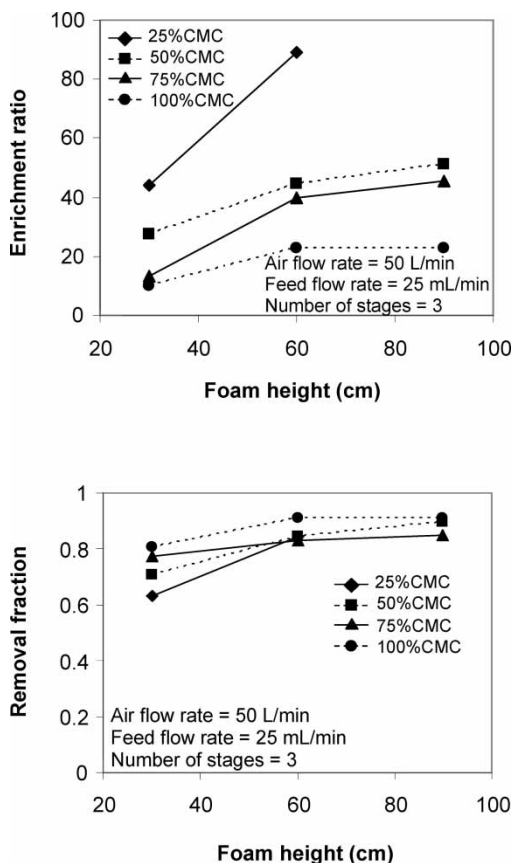 100
80
60
40
20
0
Enrichment ratio
25%CMC
50%CMC
75%CMC
100%CMC
Air flow rate = 50 L/min
Feed flow rate = 25 mL/min
Number of stages = 3
20
40
60
80
100
Foam height (cm)
1
0.8
0.6
0.4
0.2
0
Removal fraction
25%CMC
50%CMC
75%CMC
100%CMC
Air flow rate = 50 L/min
Feed flow rate = 25 mL/min
Number of stages = 3
20
40
60
80
100
Foam height (cm)